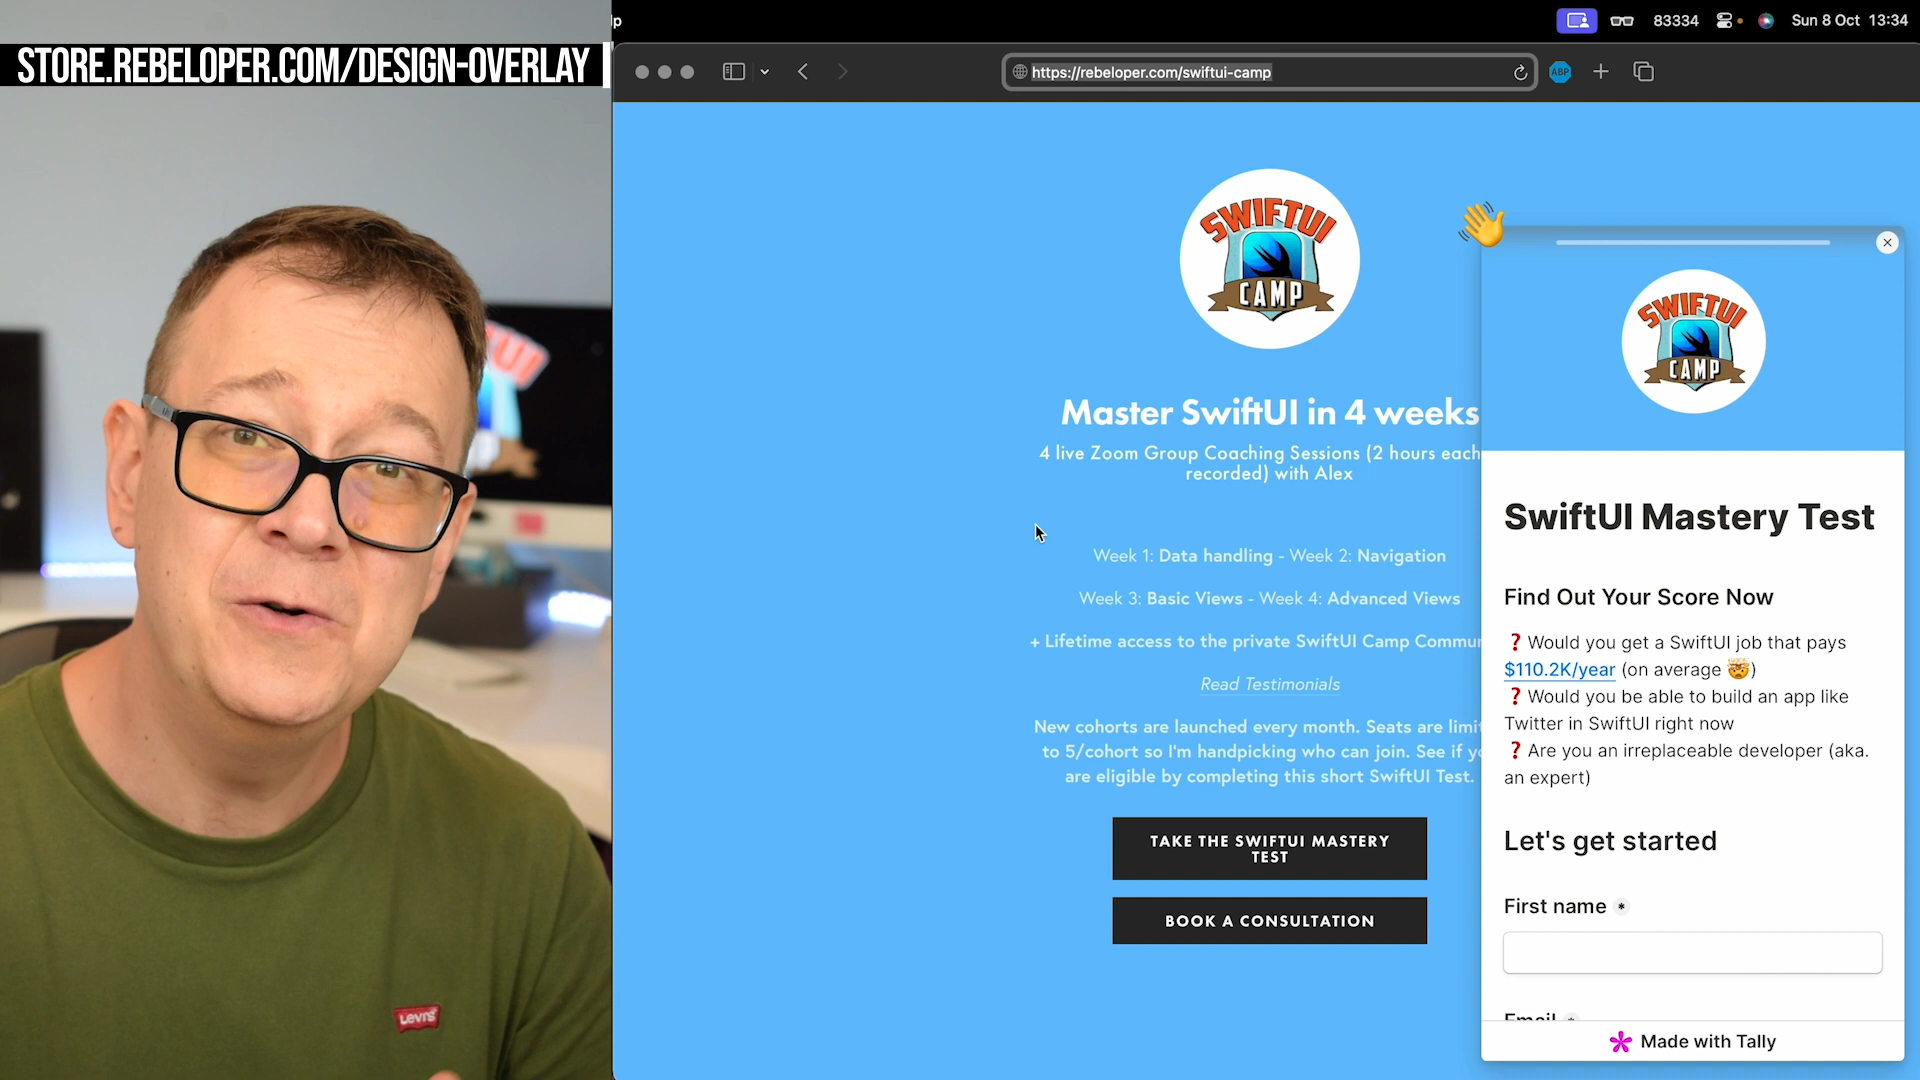 lp
83334
Sun 8 Oct 13:34
STORE.REBELOPER.COM/DESIGN-OVERLAY
https://rebeloper.com/swiftui-camp
ABP
SWIFTUI
CAMP
Master SwiftUI in 4 weeks
4 live Zoom Group Coaching Sessions (2 hours each
recorded) with Alex
Week 1: Data handling - Week 2: Navigation
Week 3: Basic Views - Week 4: Advanced Views
+ Lifetime access to the private SwiftUI Camp Commu
Read Testimonials
New cohorts are launched every month. Seats are limit
to 5/cohort so I'm handpicking who can join. See if yo
are eligible by completing this short SwiftUI Test.
TAKE THE SWIFTUI MASTERY
TEST
BOOK A CONSULTATION
SWIFTUI
CAMP
SwiftUI Mastery Test
Find Out Your Score Now
❓ Would you get a SwiftUI job that pays
$110.2K/year (on average 🤯)
❓ Would you be able to build an app like
Twitter in SwiftUI right now
❓ Are you an irreplaceable developer (aka.
an expert)
Let's get started
First name *
Email *
Made with Tally
Levi's